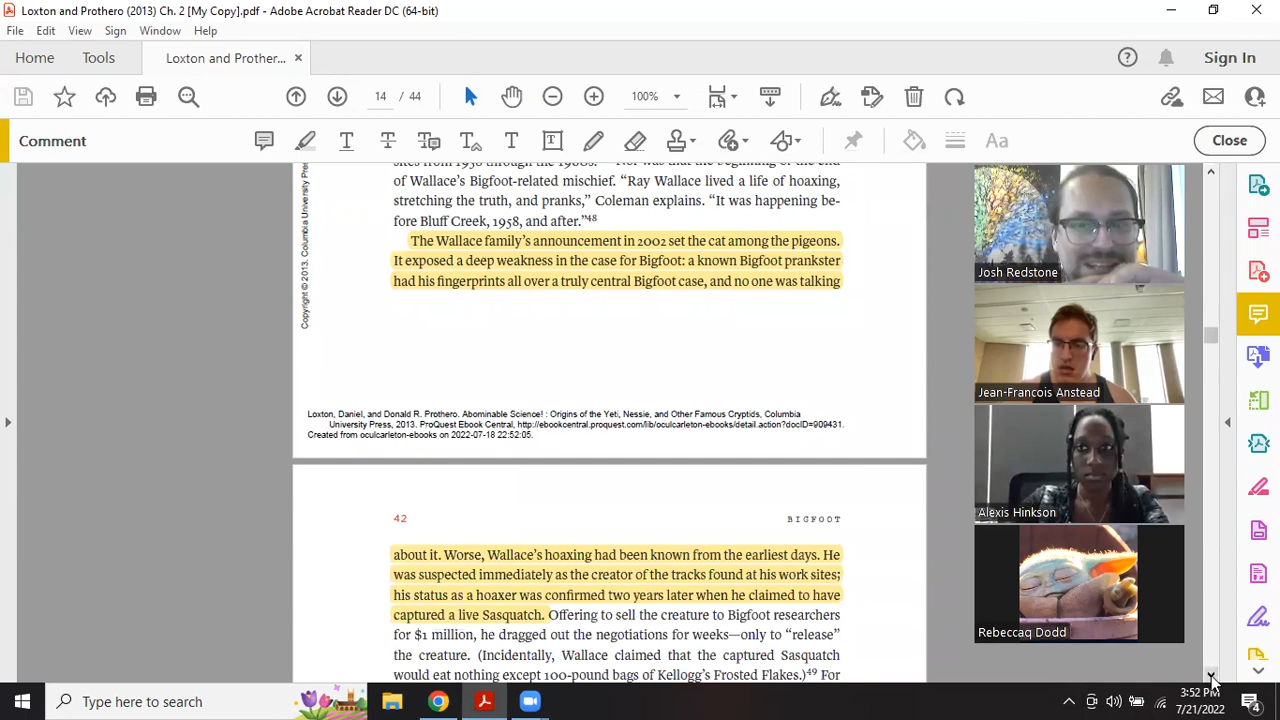 Loxton and Prothero (2013) Ch. 2 [My Copy].pdf - Adobe Acrobat Reader DC (64-bit)
File Edit View Sign Window Help
Home Tools Loxton and Prother... ×
Sign In
14 / 44
100%
Comment
Close
of Wallace's Bigfoot-related mischief. "Ray Wallace lived a life of hoaxing,
stretching the truth, and pranks," Coleman explains. "It was happening be-
fore Bluff Creek, 1958, and after."48
The Wallace family's announcement in 2002 set the cat among the pigeons.
It exposed a deep weakness in the case for Bigfoot: a known Bigfoot prankster
had his fingerprints all over a truly central Bigfoot case, and no one was talking
Copyright © 2013. Columbia University Pre
Loxton, Daniel, and Donald R. Prothero. Abominable Science! : Origins of the Yeti, Nessie, and Other Famous Cryptids, Columbia
University Press, 2013. ProQuest Ebook Central, http://ebookcentral.proquest.com/lib/oculcarleton-ebooks/detail.action?docID=909431.
Created from oculcarleton-ebooks on 2022-07-18 22:52:05.
42 BIGFOOT
about it. Worse, Wallace's hoaxing had been known from the earliest days. He
was suspected immediately as the creator of the tracks found at his work sites;
his status as a hoaxer was confirmed two years later when he claimed to have
captured a live Sasquatch. Offering to sell the creature to Bigfoot researchers
for $1 million, he dragged out the negotiations for weeks—only to "release"
the creature. (Incidentally, Wallace claimed that the captured Sasquatch
would eat nothing except 100-pound bags of Kellogg's Frosted Flakes.)49 For
Josh Redstone
Jean-Francois Anstead
Alexis Hinkson
Rebeccaq Dodd
Type here to search
3:52 PM
7/21/2022
4